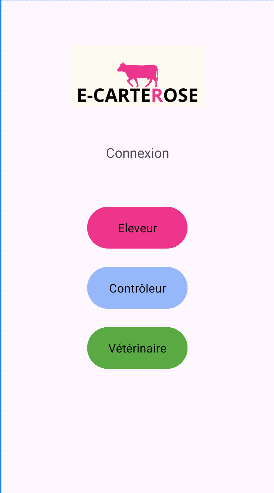 E-CARTEROSE
Connexion
Eleveur
Contrôleur
Vétérinaire